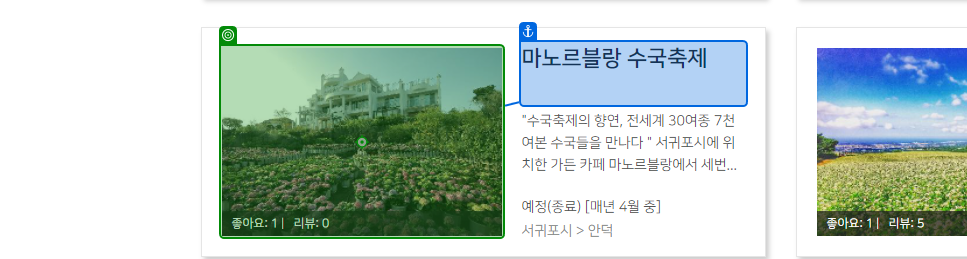 마노르블랑 수국축제
"수국축제의 향연, 전세계 30여종 7천
여본 수국들을 만나다 " 서귀포시에 위
치한 가든 카페 마노르블랑에서 세번...
예정(종료) [매년 4월 중]
서귀포시 > 안덕
좋아요: 1 | 리뷰: 0
좋아요: 1 | 리뷰: 5